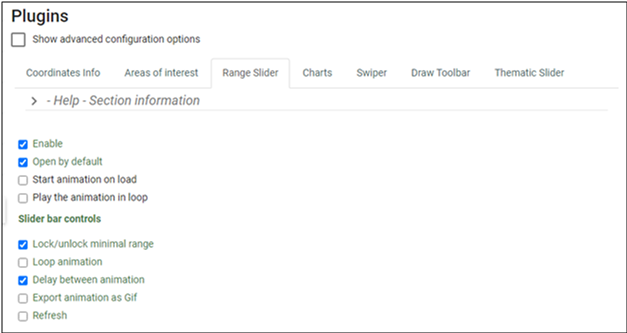 Plugins
Show advanced configuration options
Coordinates Info Areas of interest Range Slider Charts Swiper Draw Toolbar Thematic Slider
- Help - Section information
Enable
Open by default
Start animation on load
Play the animation in loop
Slider bar controls
Lock/unlock minimal range
Loop animation
Delay between animation
Export animation as Gif
Refresh